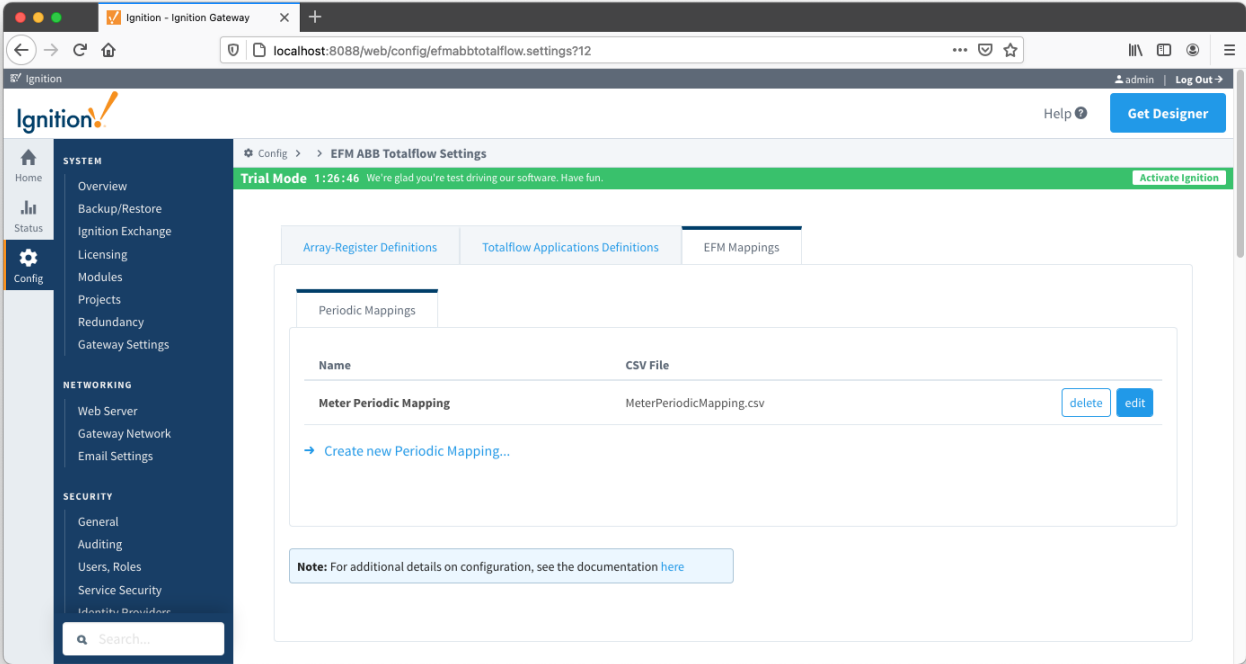 Ignition - Ignition Gateway
localhost:8088/web/config/efmabbtotalflow.settings?12
Ignition
admin | Log Out
Ignition!
Help
Get Designer
Home
Status
Config
SYSTEM
Overview
Backup/Restore
Ignition Exchange
Licensing
Modules
Projects
Redundancy
Gateway Settings
NETWORKING
Web Server
Gateway Network
Email Settings
SECURITY
General
Auditing
Users, Roles
Service Security
Identity Providers
Search...
Config > > EFM ABB Totalflow Settings
Trial Mode 1:26:46 We're glad you're test driving our software. Have fun. Activate Ignition
Array-Register Definitions Totalflow Applications Definitions EFM Mappings
Periodic Mappings
Name CSV File
Meter Periodic Mapping MeterPeriodicMapping.csv delete edit
→ Create new Periodic Mapping...
Note: For additional details on configuration, see the documentation here